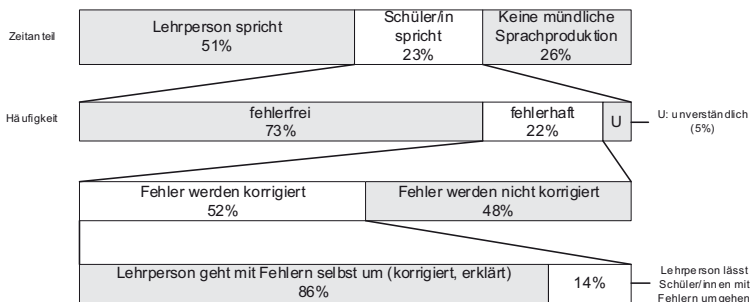 Zeitanteil
Lehrperson spricht
51%
Schüler/in
spricht
23%
Keine mündliche
Sprachproduktion
26%
Häufigkeit
fehlerfrei
73%
fehlerhaft
22%
U
U: unverständlich
(5%)
Fehler werden korrigiert
52%
Fehler werden nicht korrigiert
48%
Lehrperson geht mit Fehlern selbst um (korrigiert, erklärt)
86%
14%
Lehrperson lässt
Schüler/innen mit
Fehlern umgehen